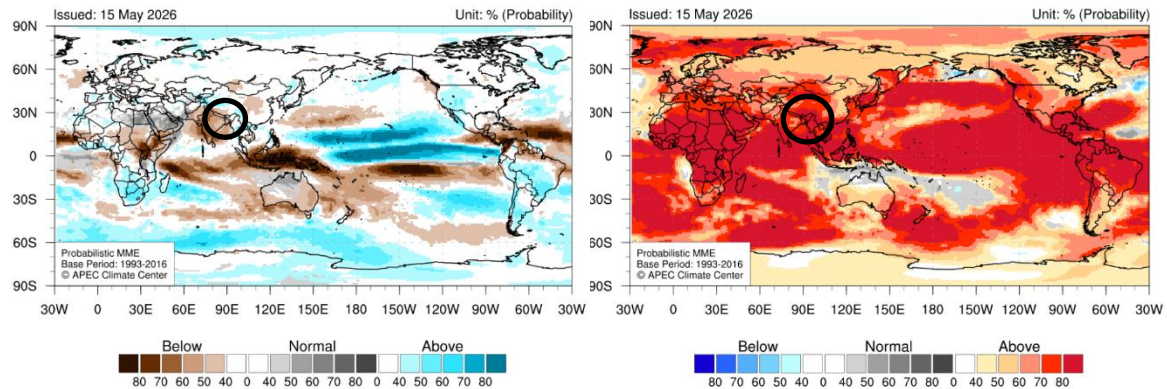 Issued: 15 May 2026
Unit: % (Probability)
90N
60N
30N
0
30S
60S
90S
Probabilistic MME
Base Period: 1993-2016
© APEC Climate Center
30W 0 30E 60E 90E 120E 150E 180 150W 120W 90W 60W 30W
Below Normal Above
80 70 60 50 40 0 40 50 60 70 80 0 40 50 60 70 80
Issued: 15 May 2026
Unit: % (Probability)
90N
60N
30N
0
30S
60S
90S
Probabilistic MME
Base Period: 1993-2016
© APEC Climate Center
30W 0 30E 60E 90E 120E 150E 180 150W 120W 90W 60W 30W
Below Normal Above
80 70 60 50 40 0 40 50 60 70 80 0 40 50 60 70 80